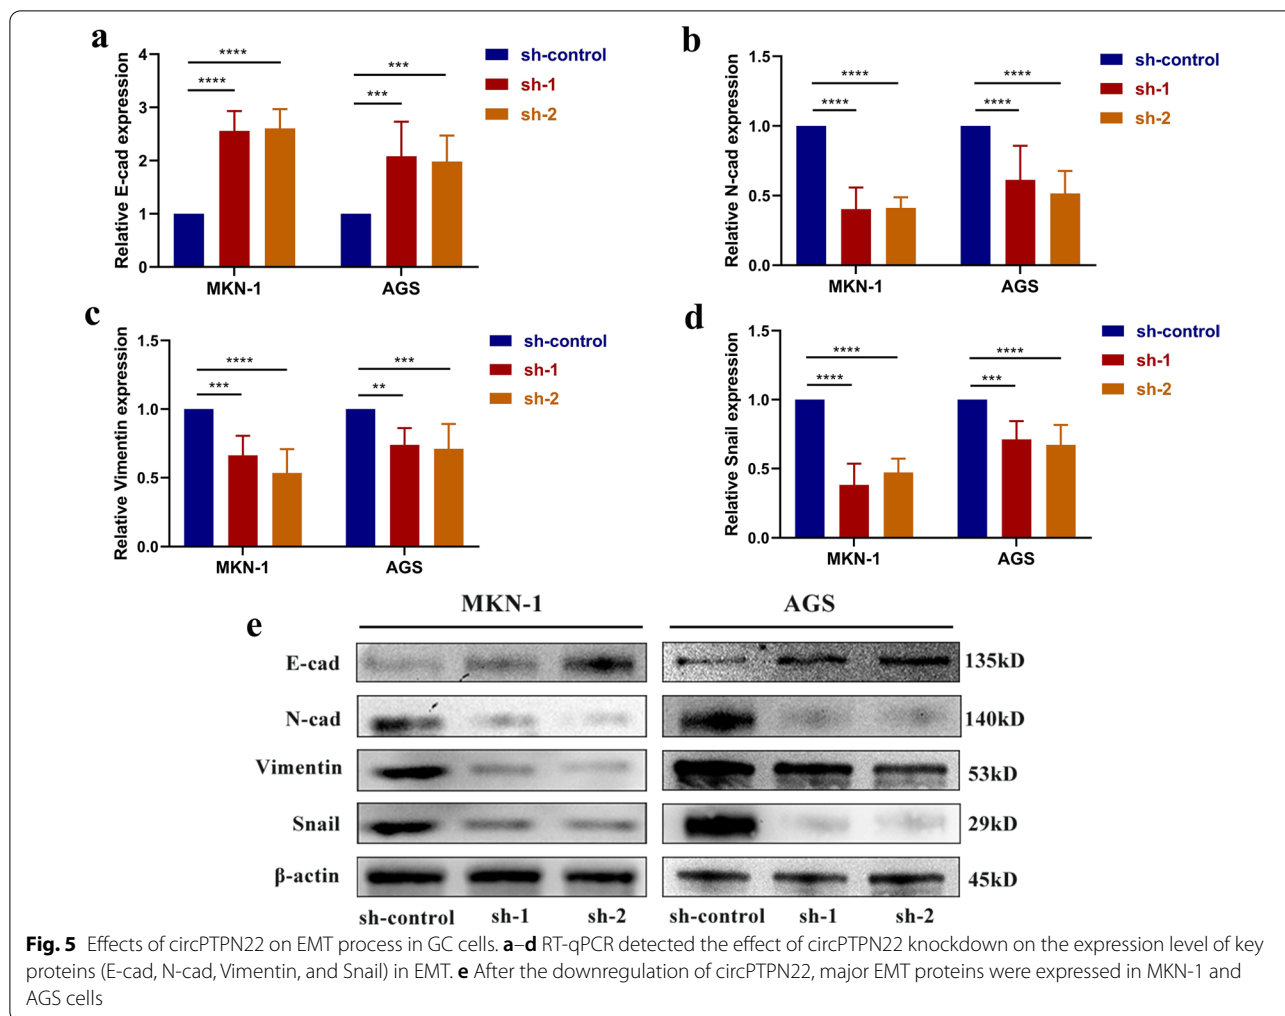 a
Relative E-cad expression
4
3
2
1
0
**** 
****
***
***
MKN-1
AGS
sh-control
sh-1
sh-2
b
Relative N-cad expression
1.5
1.0
0.5
0.0
****
****
****
****
MKN-1
AGS
sh-control
sh-1
sh-2
c
Relative Vimentin expression
1.5
1.0
0.5
0.0
****
***
***
**
MKN-1
AGS
sh-control
sh-1
sh-2
d
Relative Snail expression
1.5
1.0
0.5
0.0
****
****
****
***
MKN-1
AGS
sh-control
sh-1
sh-2
e
MKN-1 AGS
E-cad 135kD
N-cad 140kD
Vimentin 53kD
Snail 29kD
β-actin 45kD
sh-control sh-1 sh-2 sh-control sh-1 sh-2
Fig. 5 Effects of circPTPN22 on EMT process in GC cells. a–d RT-qPCR detected the effect of circPTPN22 knockdown on the expression level of key
proteins (E-cad, N-cad, Vimentin, and Snail) in EMT. e After the downregulation of circPTPN22, major EMT proteins were expressed in MKN-1 and
AGS cells